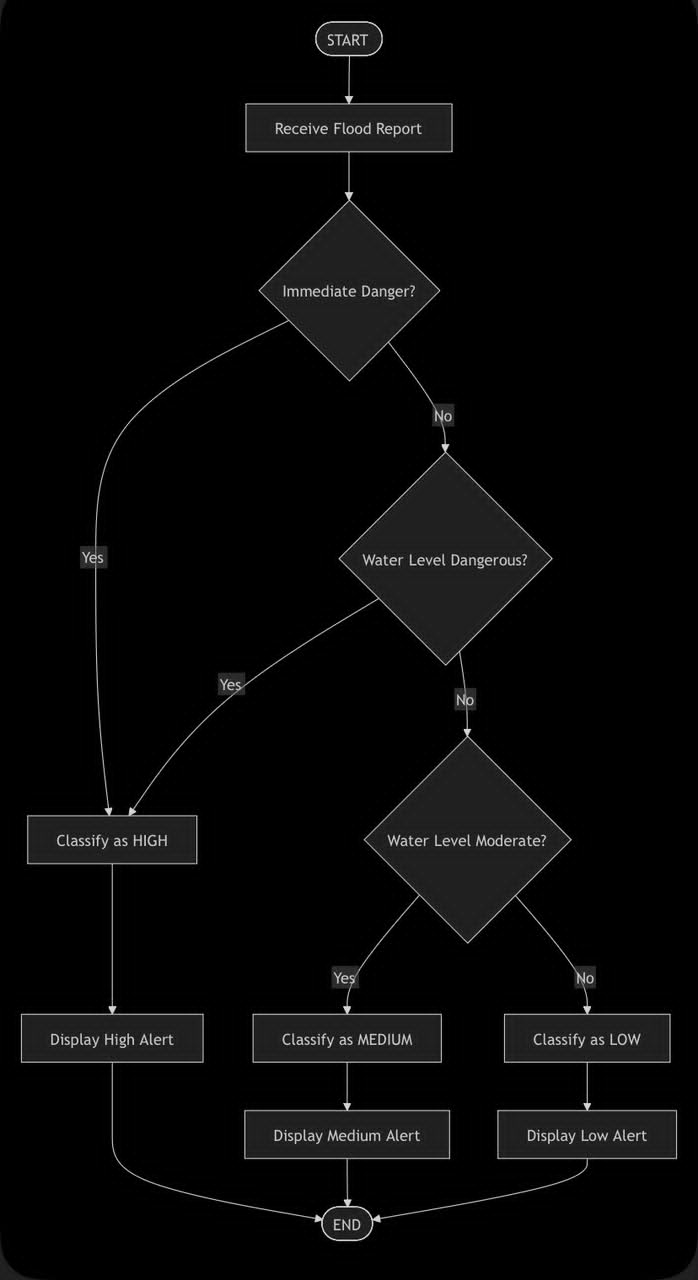 START
Receive Flood Report
Immediate Danger?
No
Yes
Water Level Dangerous?
Yes
No
Classify as HIGH
Water Level Moderate?
Yes
No
Display High Alert
Classify as MEDIUM
Classify as LOW
Display Medium Alert
Display Low Alert
END